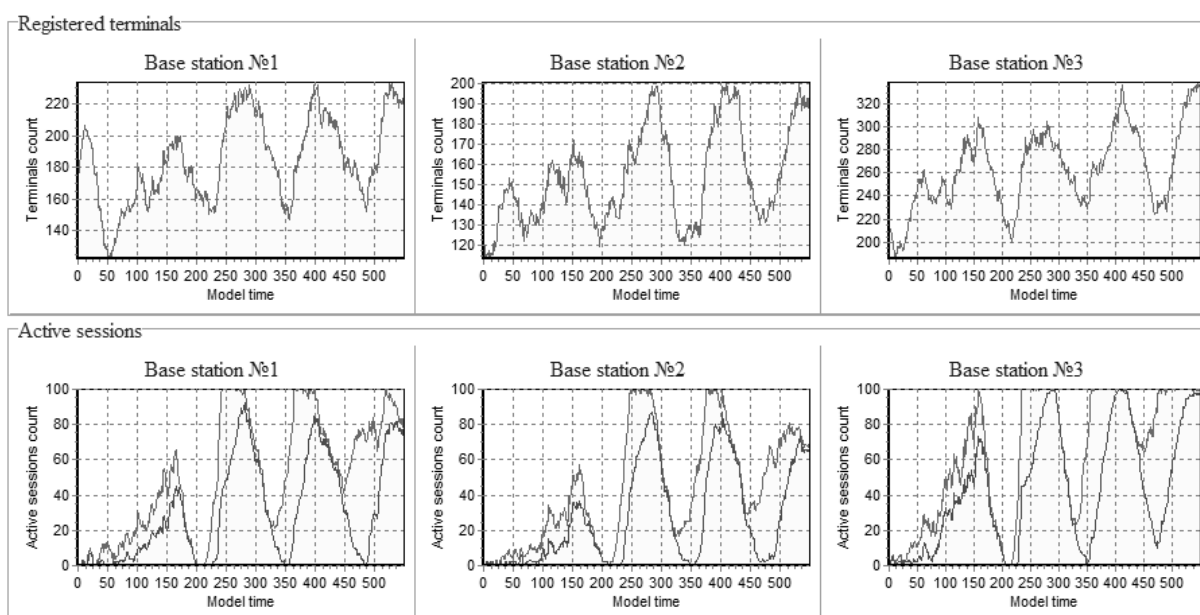 Registered terminals
Base station №1
Terminals count
220
200
180
160
140
0 50 100 150 200 250 300 350 400 450 500
Model time
Base station №2
Terminals count
200
190
180
170
160
150
140
130
120
0 50 100 150 200 250 300 350 400 450 500
Model time
Base station №3
Terminals count
320
300
280
260
240
220
200
0 50 100 150 200 250 300 350 400 450 500
Model time
Active sessions
Base station №1
Active sessions count
100
80
60
40
20
0
0 50 100 150 200 250 300 350 400 450 500
Model time
Base station №2
Active sessions count
100
80
60
40
20
0
0 50 100 150 200 250 300 350 400 450 500
Model time
Base station №3
Active sessions count
100
80
60
40
20
0
0 50 100 150 200 250 300 350 400 450 500
Model time